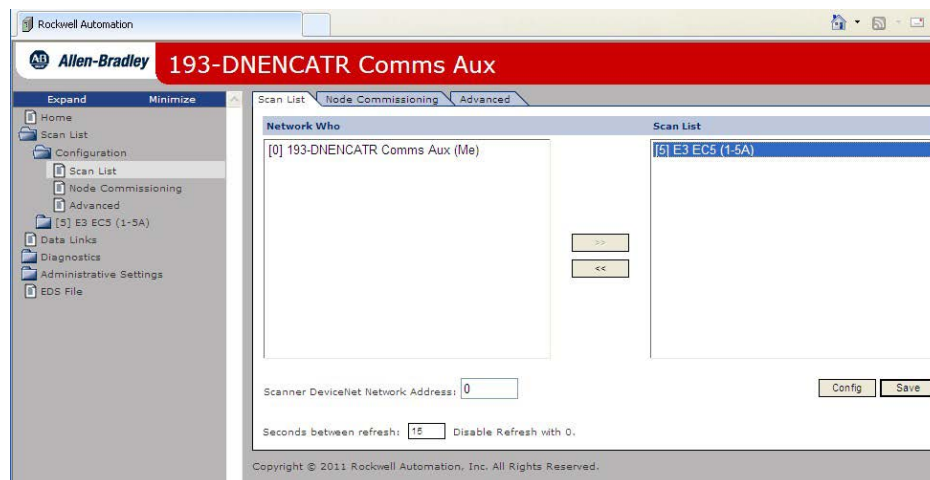 Rockwell Automation
AB Allen-Bradley 193-DNENCATR Comms Aux
Expand Minimize
Home
Scan List
Configuration
Scan List
Node Commissioning
Advanced
[5] E3 EC5 (1-5A)
Data Links
Diagnostics
Administrative Settings
EDS File
Scan List Node Commissioning Advanced
Network Who
[0] 193-DNENCATR Comms Aux (Me)
Scan List
[5] E3 EC5 (1-5A)
>>
<<
Scanner DeviceNet Network Address: 0
Config Save
Seconds between refresh: 15 Disable Refresh with 0.
Copyright © 2011 Rockwell Automation, Inc. All Rights Reserved.